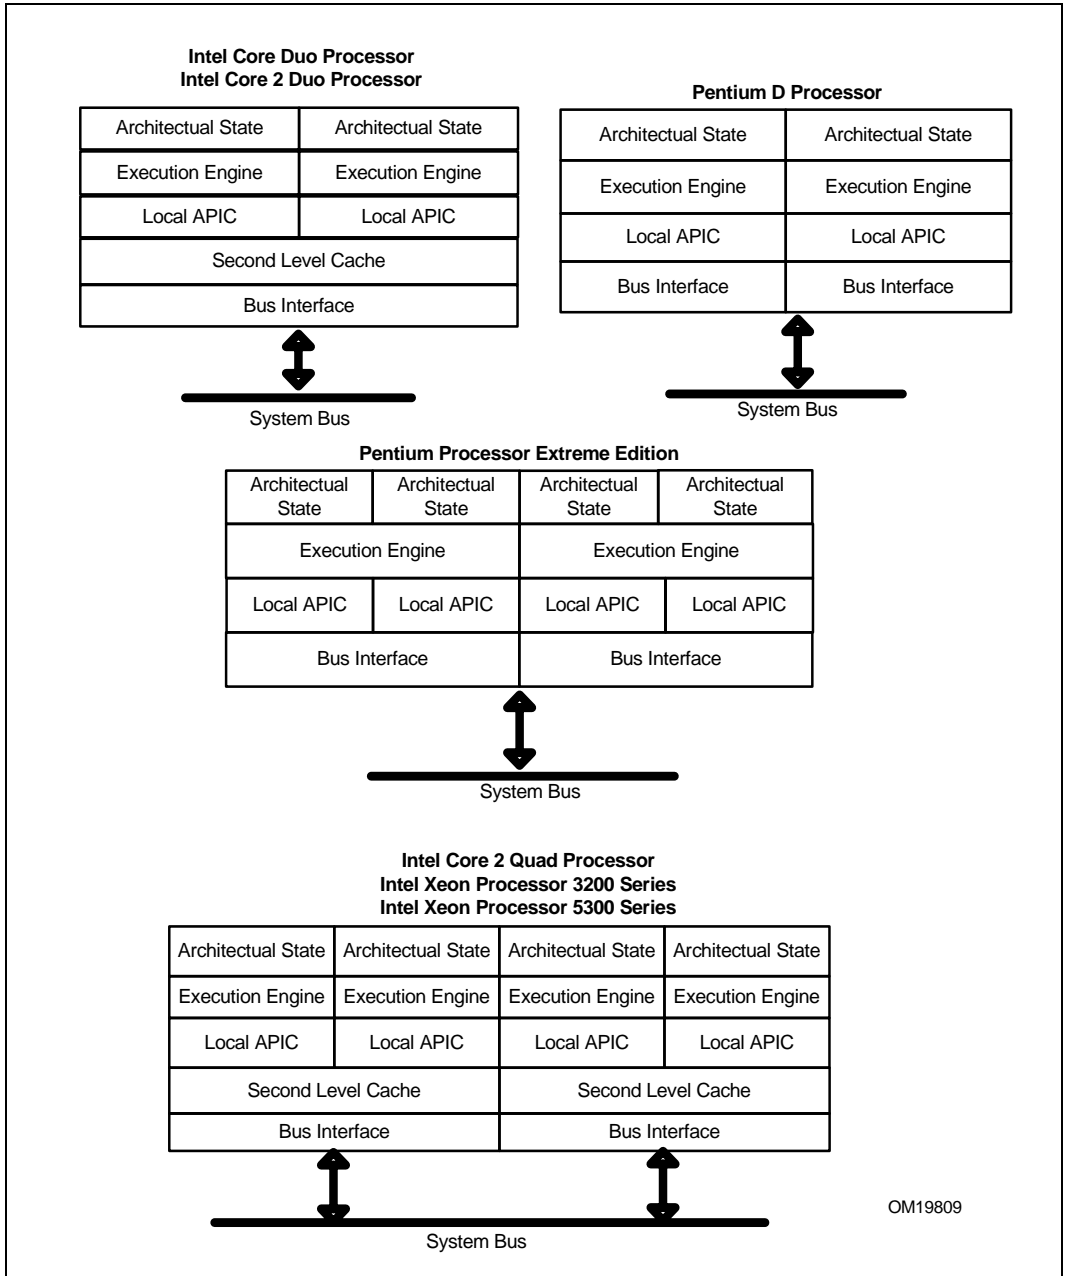 Intel Core Duo Processor
Intel Core 2 Duo Processor
Architectual State Architectual State
Execution Engine Execution Engine
Local APIC Local APIC
Second Level Cache
Bus Interface
System Bus
Pentium D Processor
Architectual State Architectual State
Execution Engine Execution Engine
Local APIC Local APIC
Bus Interface Bus Interface
System Bus
Pentium Processor Extreme Edition
Architectual Architectual Architectual Architectual
State State State State
Execution Engine Execution Engine
Local APIC Local APIC Local APIC Local APIC
Bus Interface Bus Interface
System Bus
Intel Core 2 Quad Processor
Intel Xeon Processor 3200 Series
Intel Xeon Processor 5300 Series
Architectual State Architectual State Architectual State Architectual State
Execution Engine Execution Engine Execution Engine Execution Engine
Local APIC Local APIC Local APIC Local APIC
Second Level Cache Second Level Cache
Bus Interface Bus Interface
System Bus
OM19809